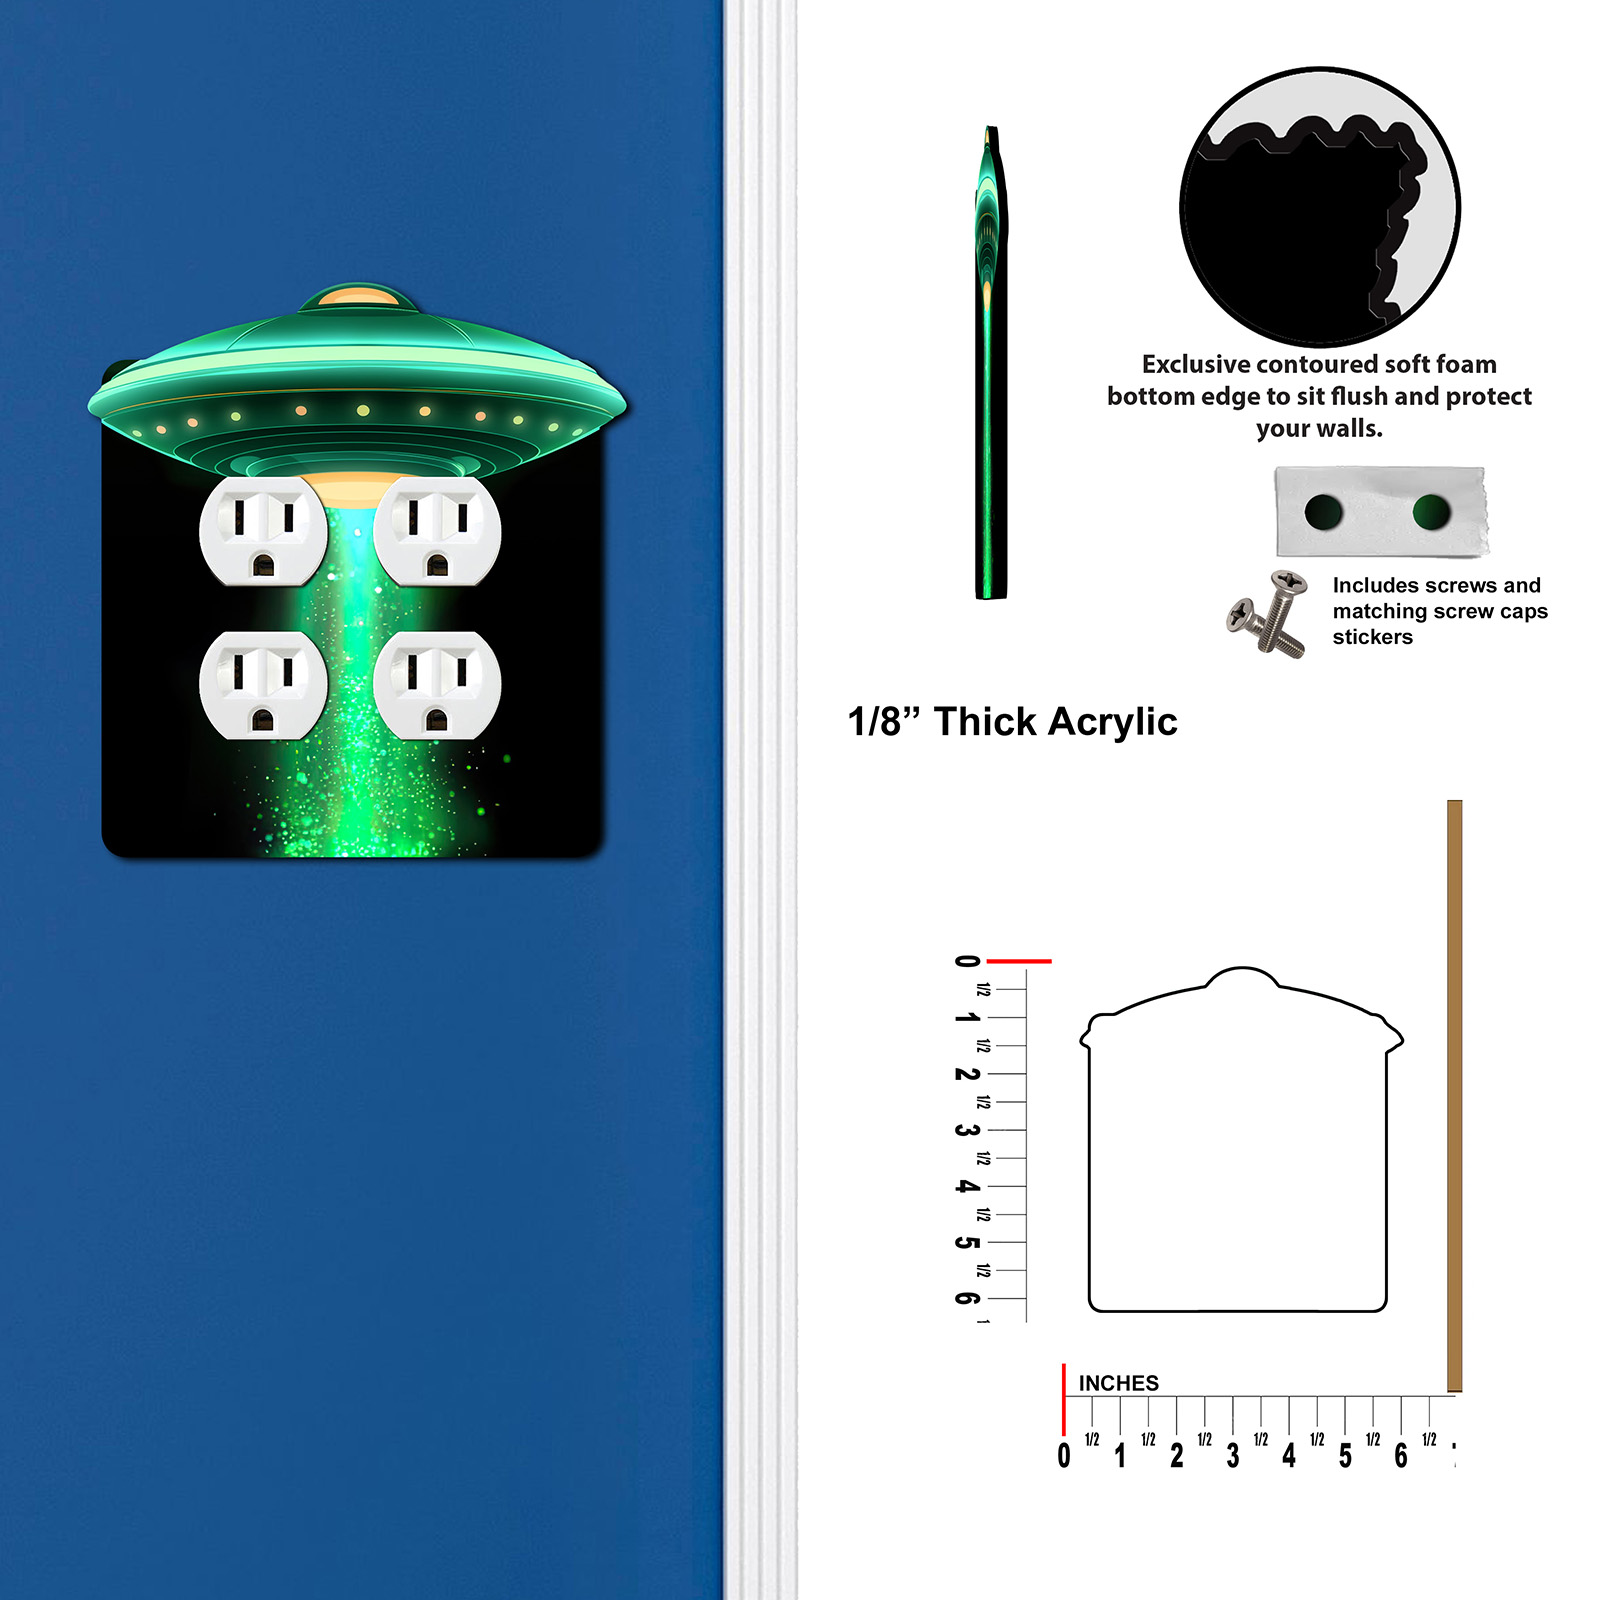 Exclusive contoured soft foam
bottom edge to sit flush and protect
your walls.
Includes screws and
matching screw caps
stickers
1/8” Thick Acrylic
0
1/2
1
1/2
2
1/2
3
1/2
4
1/2
5
1/2
6
INCHES
0 1/2 1 1/2 2 1/2 3 1/2 4 1/2 5 1/2 6 1/2